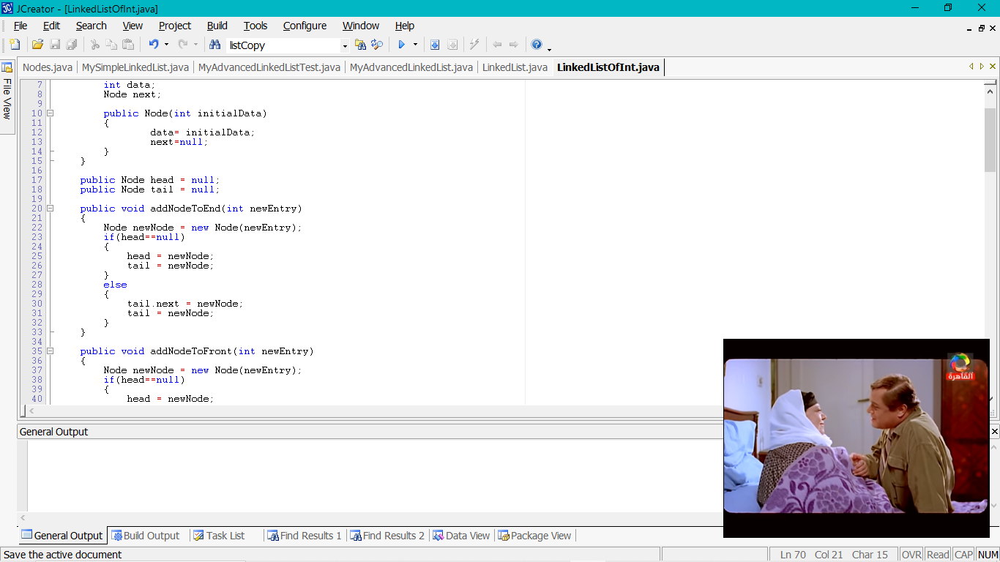 JCreator - [LinkedListOfInt.java]
File Edit Search View Project Build Tools Configure Window Help
listCopy
Nodes.java MySimpleLinkedList.java MyAdvancedLinkedListTest.java MyAdvancedLinkedList.java LinkedList.java LinkedListOfInt.java
File View
7 int data;
8 Node next;
9
10 public Node(int initialData)
11 {
12 data= initialData;
13 next=null;
14 }
15 }
16
17 public Node head = null;
18 public Node tail = null;
19
20 public void addNodeToEnd(int newEntry)
21 {
22 Node newNode = new Node(newEntry);
23 if(head==null)
24 {
25 head = newNode;
26 tail = newNode;
27 }
28 else
29 {
30 tail.next = newNode;
31 tail = newNode;
32 }
33 }
34
35 public void addNodeToFront(int newEntry)
36 {
37 Node newNode = new Node(newEntry);
38 if(head==null)
39 {
40 head = newNode;
القاهرة
General Output
General Output Build Output Task List Find Results 1 Find Results 2 Data View Package View
Save the active document Ln 70 Col 21 Char 15 OVR Read CAP NUM